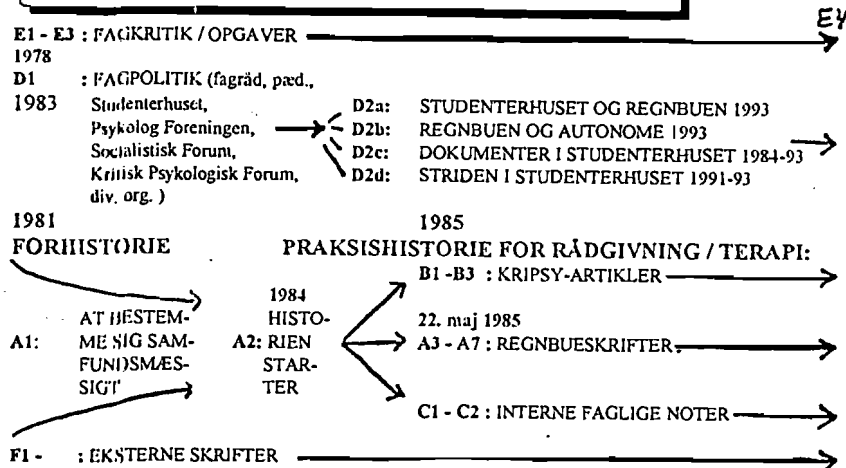 E4
E1 - E3 : FAGKRITIK / OPGAVER
1978
D1 : FAGPOLITIK (fagråd, pæd.,
1983 Studenterhuset,
Psykolog Foreningen,
Socialistisk Forum,
Kritisk Psykologisk Forum,
div. org. )
D2a: STUDENTERHUSET OG REGNBUEN 1993
D2b: REGNBUEN OG AUTONOME 1993
D2c: DOKUMENTER I STUDENTERHUSET 1984-93
D2d: STRIDEN I STUDENTERHUSET 1991-93
1981
FORHISTORIE
1985
PRAKSISHISTORIE FOR RÅDGIVNING / TERAPI:
A1: AT BESTEM-
ME SIG SAM-
FUNDSMÆS-
SIGT
1984
HISTO-
A2: RIEN
STAR-
TER
B1 -B3 : KRIPSY-ARTIKLER
22. maj 1985
A3 - A7 : REGNBUESKRIFTER
C1 - C2 : INTERNE FAGLIGE NOTER
F1 - : EKSTERNE SKRIFTER